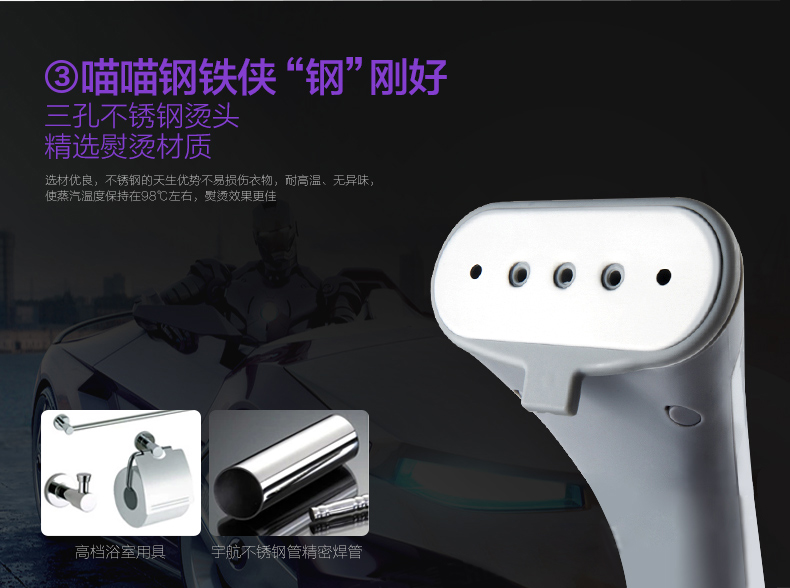 ③喵喵钢铁侠“钢”刚好
三孔不锈钢烫头
精选熨烫材质
选材优良，不锈钢的天生优势不易损伤衣物，耐高温、无异味，
使蒸汽温度保持在98℃左右，熨烫效果更佳
高档浴室用具
宇航不锈钢管精密焊管